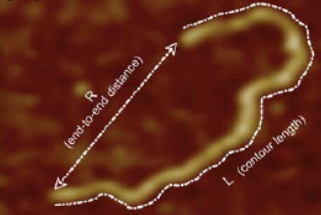 R
(end-to-end distance)
L (contour length)